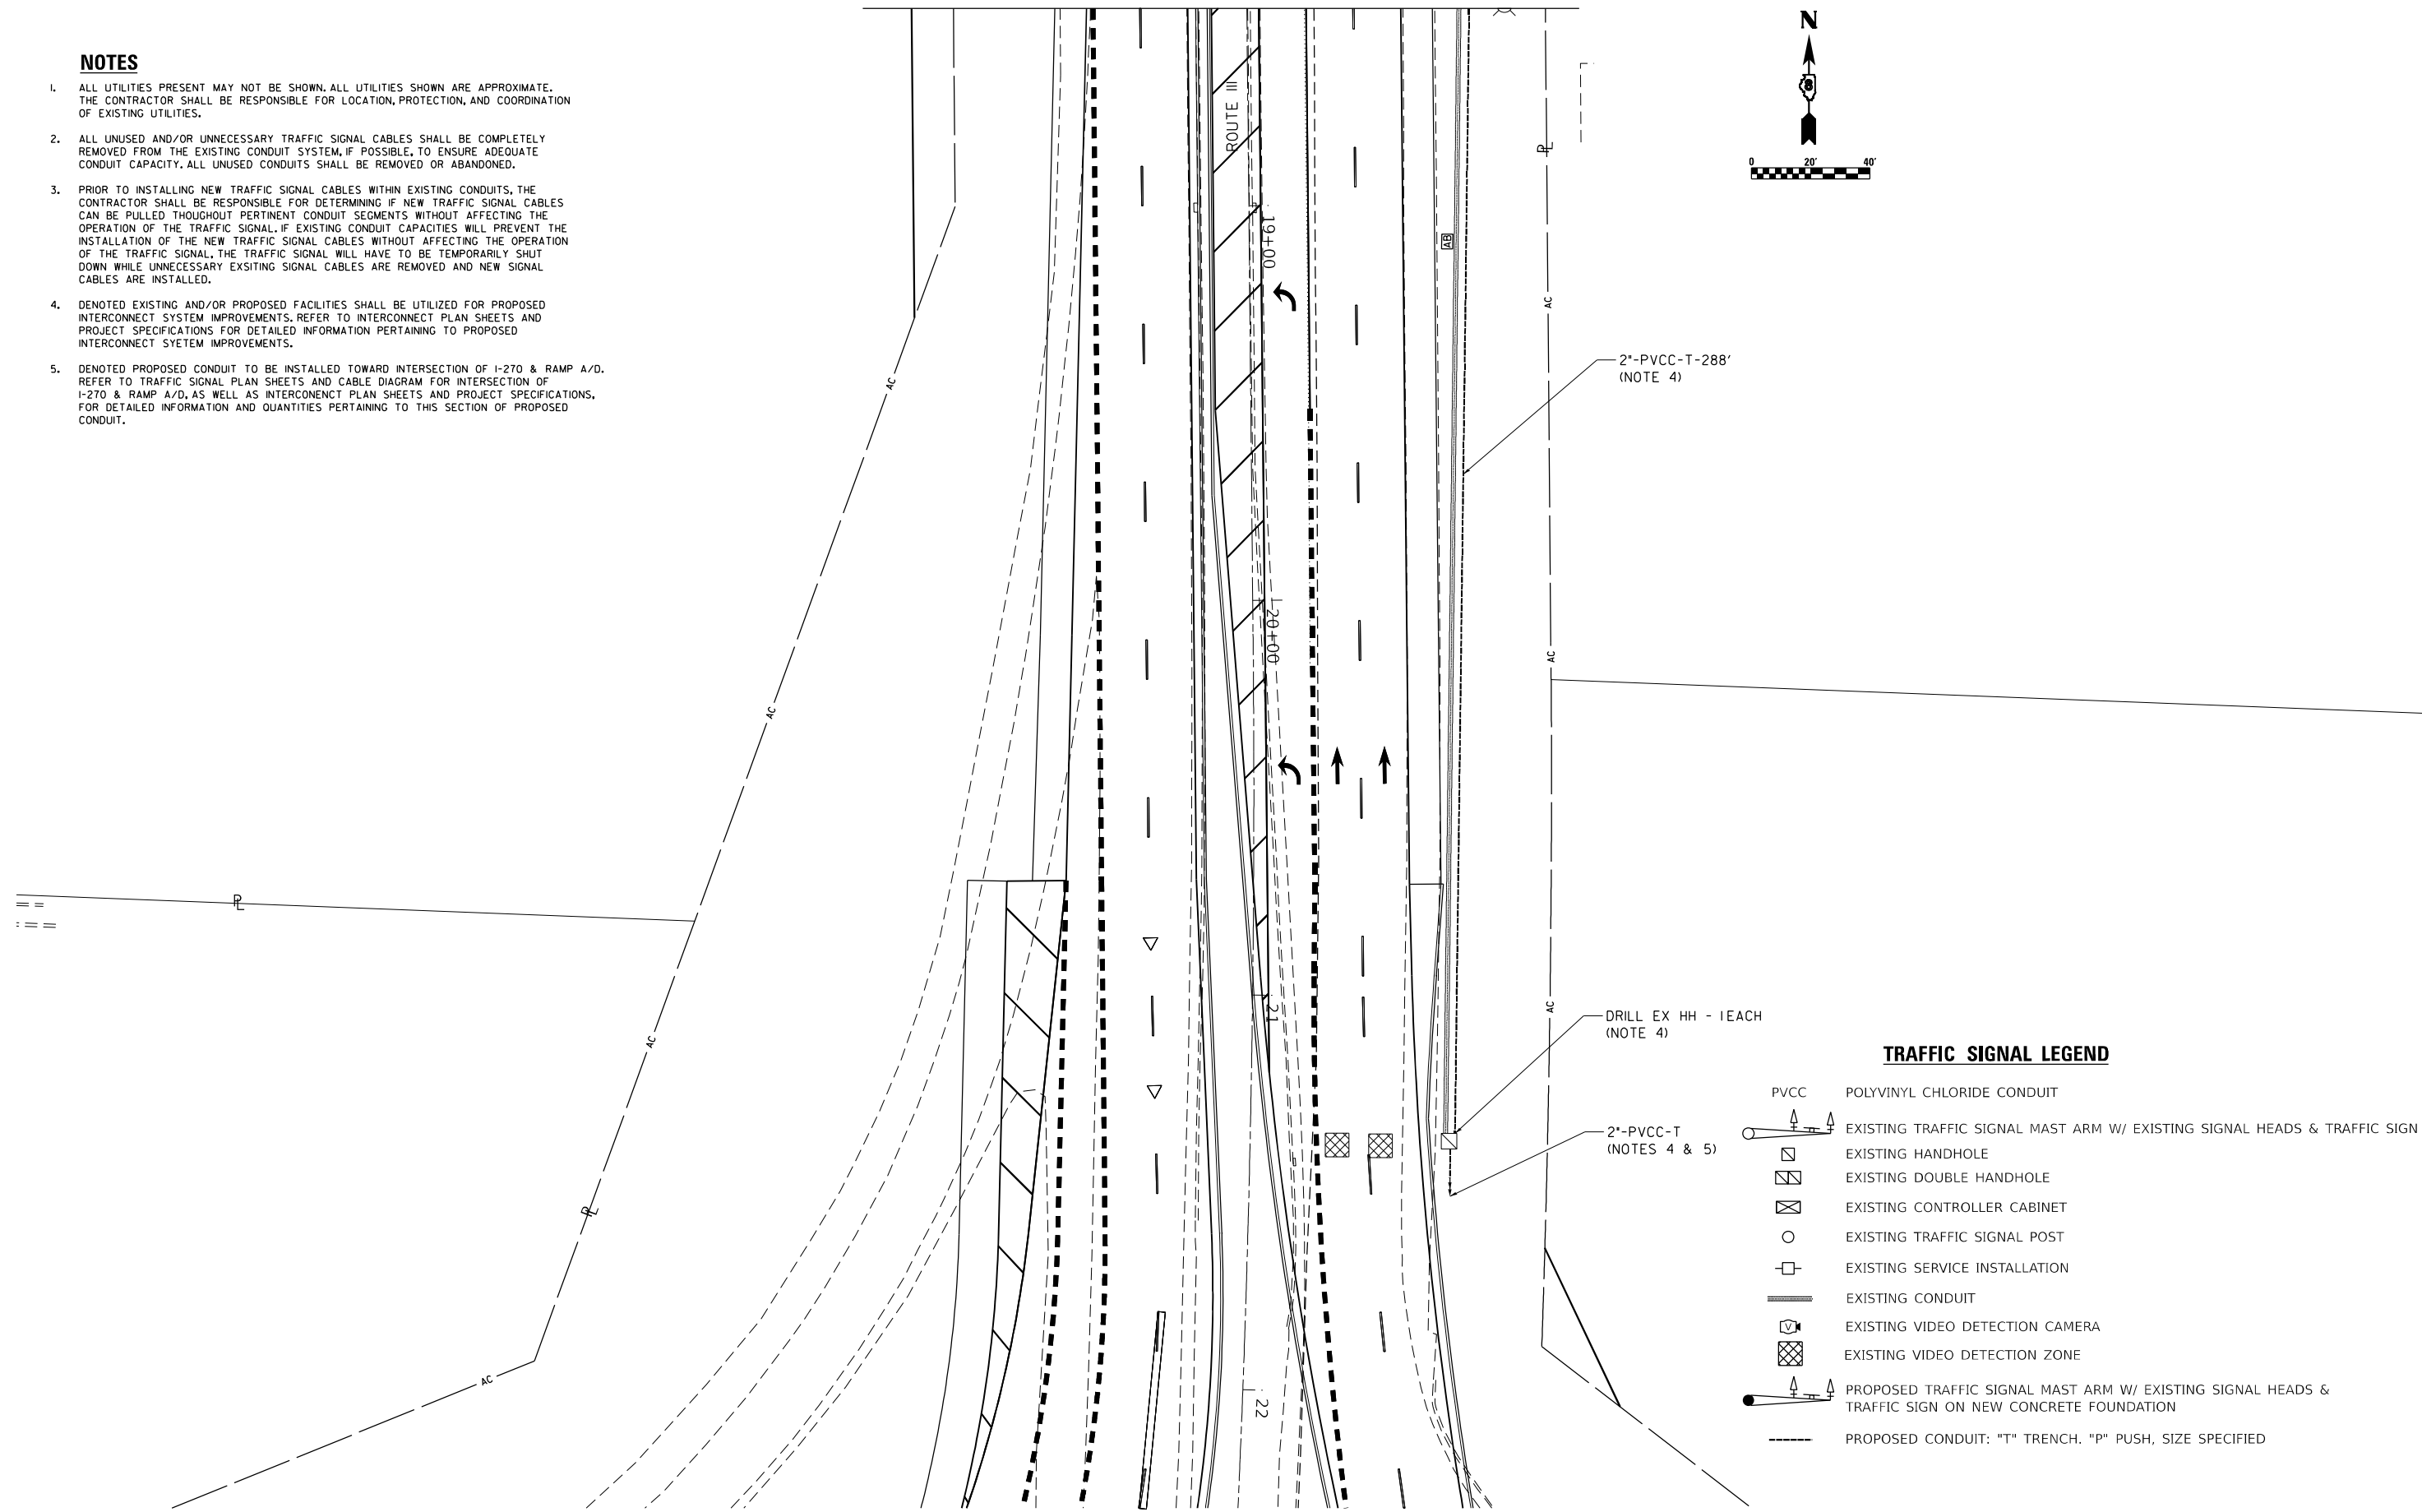 NOTES
1. ALL UTILITIES PRESENT MAY NOT BE SHOWN. ALL UTILITIES SHOWN ARE APPROXIMATE.
THE CONTRACTOR SHALL BE RESPONSIBLE FOR LOCATION, PROTECTION, AND COORDINATION
OF EXISTING UTILITIES.
2. ALL UNUSED AND/OR UNNECESSARY TRAFFIC SIGNAL CABLES SHALL BE COMPLETELY
REMOVED FROM THE EXISTING CONDUIT SYSTEM, IF POSSIBLE, TO ENSURE ADEQUATE
CONDUIT CAPACITY. ALL UNUSED CONDUITS SHALL BE REMOVED OR ABANDONED.
3. PRIOR TO INSTALLING NEW TRAFFIC SIGNAL CABLES WITHIN EXISTING CONDUITS, THE
CONTRACTOR SHALL BE RESPONSIBLE FOR DETERMINING IF NEW TRAFFIC SIGNAL CABLES
CAN BE PULLED THOUGHOUT PERTINENT CONDUIT SEGMENTS WITHOUT AFFECTING THE
OPERATION OF THE TRAFFIC SIGNAL. IF EXISTING CONDUIT CAPACITIES WILL PREVENT THE
INSTALLATION OF THE NEW TRAFFIC SIGNAL CABLES WITHOUT AFFECTING THE OPERATION
OF THE TRAFFIC SIGNAL, THE TRAFFIC SIGNAL WILL HAVE TO BE TEMPORARILY SHUT
DOWN WHILE UNNECESSARY EXSITING SIGNAL CABLES ARE REMOVED AND NEW SIGNAL
CABLES ARE INSTALLED.
4. DENOTED EXISTING AND/OR PROPOSED FACILITIES SHALL BE UTILIZED FOR PROPOSED
INTERCONNECT SYSTEM IMPROVEMENTS. REFER TO INTERCONNECT PLAN SHEETS AND
PROJECT SPECIFICATIONS FOR DETAILED INFORMATION PERTAINING TO PROPOSED
INTERCONNECT SYETEM IMPROVEMENTS.
5. DENOTED PROPOSED CONDUIT TO BE INSTALLED TOWARD INTERSECTION OF I-270 & RAMP A/D.
REFER TO TRAFFIC SIGNAL PLAN SHEETS AND CABLE DIAGRAM FOR INTERSECTION OF
I-270 & RAMP A/D, AS WELL AS INTERCONENCT PLAN SHEETS AND PROJECT SPECIFICATIONS,
FOR DETAILED INFORMATION AND QUANTITIES PERTAINING TO THIS SECTION OF PROPOSED
CONDUIT.
N
8
0 20' 40'
ROUTE 111
19+00
20+00
21
22
AB
PL
PL
PL
AC
AC
AC
AC
AC
AC
AC
2"-PVCC-T-288'
(NOTE 4)
DRILL EX HH - 1EACH
(NOTE 4)
2"-PVCC-T
(NOTES 4 & 5)
TRAFFIC SIGNAL LEGEND
PVCC POLYVINYL CHLORIDE CONDUIT
EXISTING TRAFFIC SIGNAL MAST ARM W/ EXISTING SIGNAL HEADS & TRAFFIC SIGN
EXISTING HANDHOLE
EXISTING DOUBLE HANDHOLE
EXISTING CONTROLLER CABINET
EXISTING TRAFFIC SIGNAL POST
EXISTING SERVICE INSTALLATION
EXISTING CONDUIT
V EXISTING VIDEO DETECTION CAMERA
EXISTING VIDEO DETECTION ZONE
PROPOSED TRAFFIC SIGNAL MAST ARM W/ EXISTING SIGNAL HEADS &
TRAFFIC SIGN ON NEW CONCRETE FOUNDATION
PROPOSED CONDUIT: "T" TRENCH. "P" PUSH, SIZE SPECIFIED